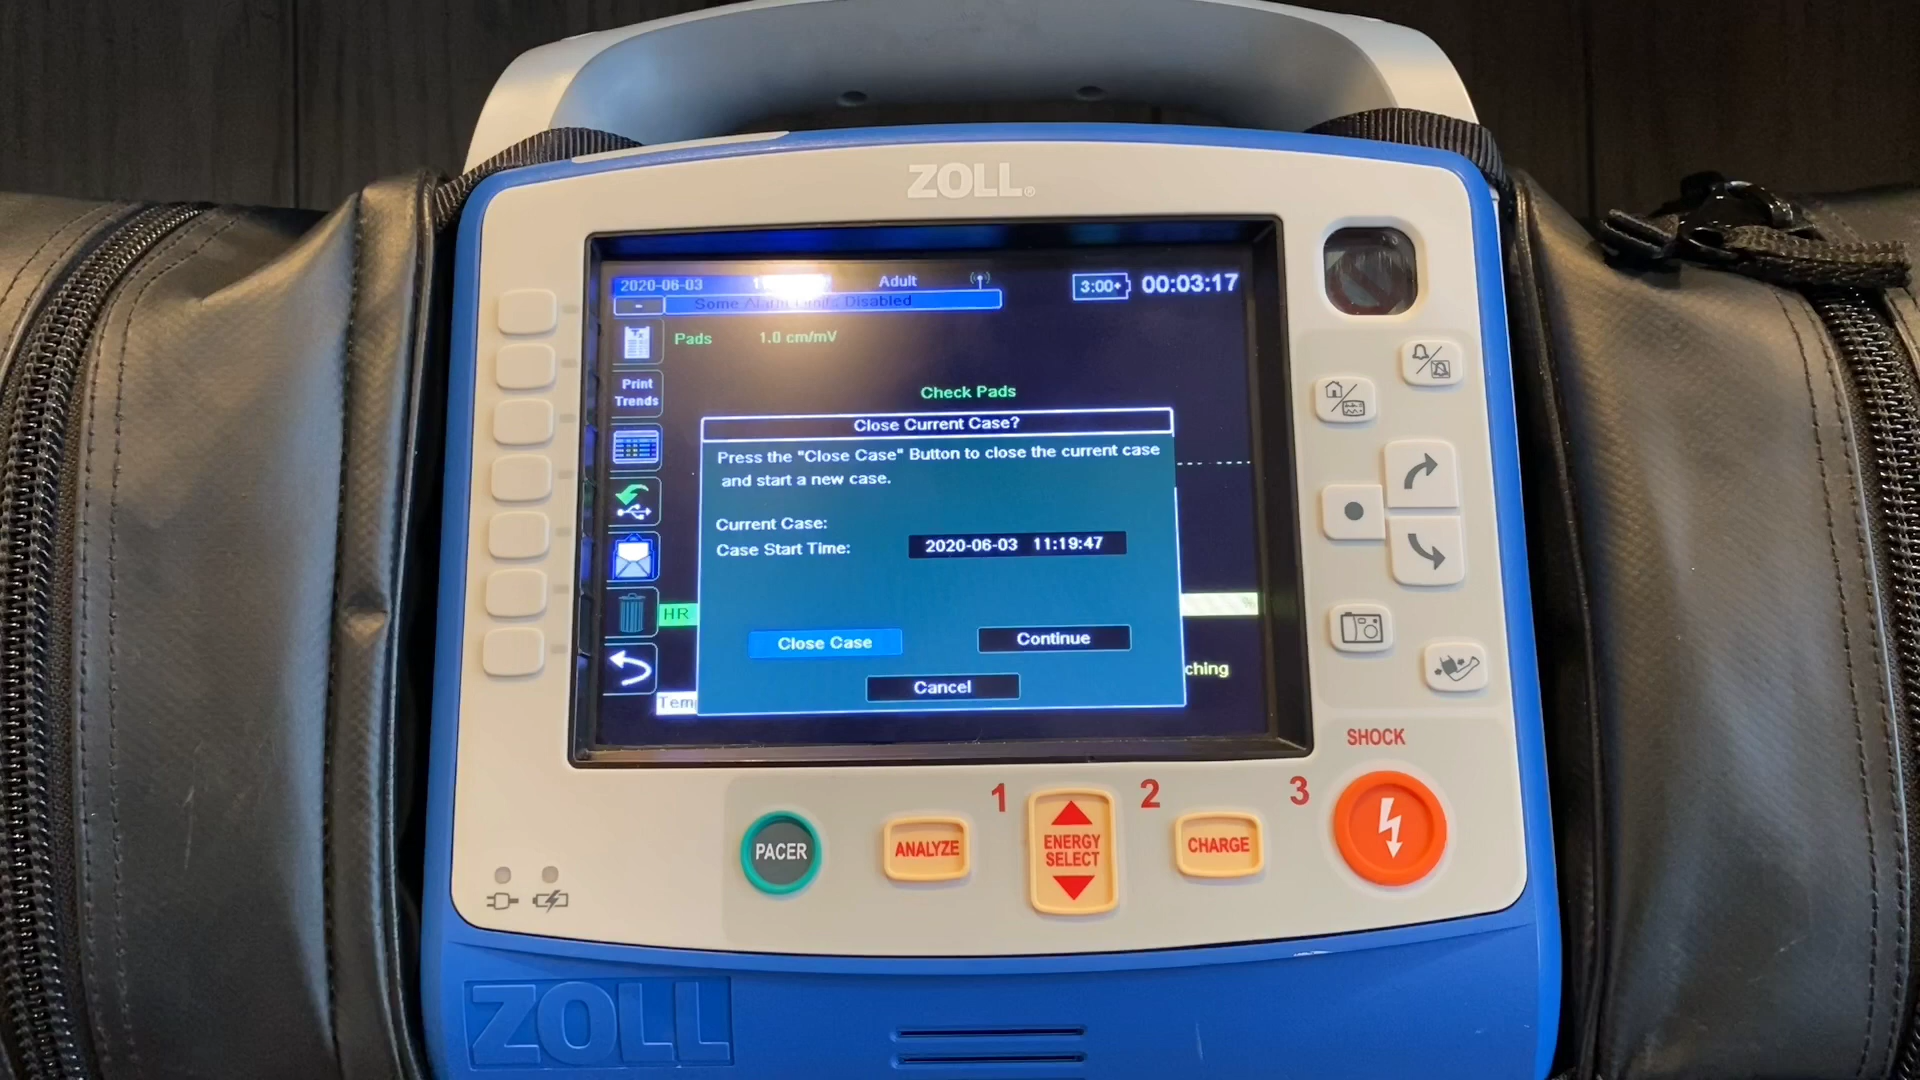 ZOLL®
2020-06-03 Adult 3:00+ 00:03:17
Some Alarm Limits Disabled
Pads 1.0 cm/mV
Print
Trends
Check Pads
Close Current Case?
Press the "Close Case" Button to close the current case
and start a new case.
Current Case:
Case Start Time: 2020-06-03 11:19:47
HR
%
Close Case Continue
ching
Cancel
SHOCK
1 2 3
PACER ANALYZE ENERGY
SELECT CHARGE
ZOLL